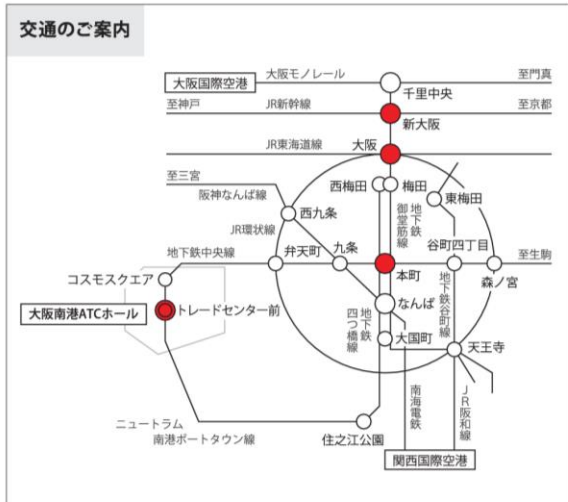 交通のご案内
大阪国際空港
大阪モノレール
至門真
千里中央
至神戸
JR新幹線
至京都
新大阪
JR東海道線
大阪
至三宮
阪神なんば線
西梅田
梅田
東梅田
地下鉄
御堂筋線
西九条
JR環状線
谷町四丁目
地下鉄中央線
弁天町
九条
本町
至生駒
森ノ宮
コスモスクエア
大阪南港ATCホール
トレードセンター前
なんば
地下鉄
四つ橋線
大国町
地下鉄谷町線
天王寺
南海電鉄
JR阪和線
ニュートラム
南港ポートタウン線
住之江公園
関西国際空港